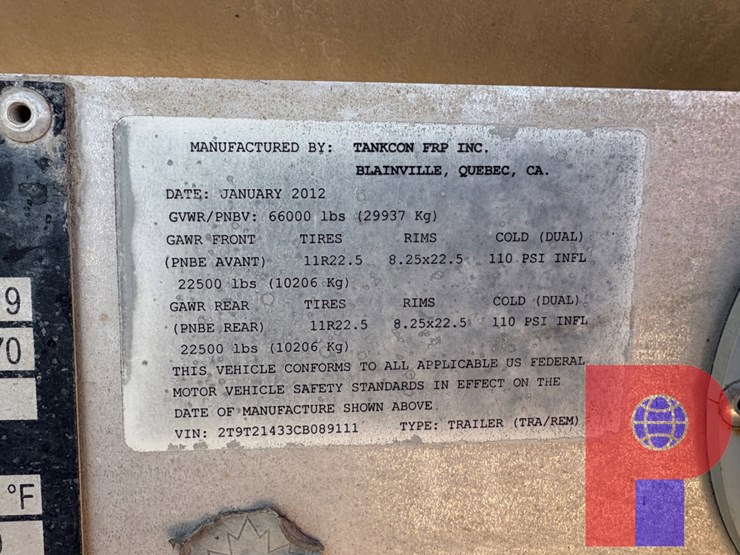 MANUFACTURED BY: TANKCON FRP INC.
BLAINVILLE, QUEBEC, CA.
DATE: JANUARY 2012
GVWR/PNBV: 66000 lbs (29937 Kg)
GAWR FRONT TIRES RIMS COLD (DUAL)
(PNBE AVANT) 11R22.5 8.25x22.5 110 PSI INFL
22500 lbs (10206 Kg)
GAWR REAR TIRES RIMS COLD (DUAL)
(PNBE REAR) 11R22.5 8.25x22.5 110 PSI INFL
22500 lbs (10206 Kg)
THIS VEHICLE CONFORMS TO ALL APPLICABLE US FEDERAL
MOTOR VEHICLE SAFETY STANDARDS IN EFFECT ON THE
DATE OF MANUFACTURE SHOWN ABOVE
VIN: 2T9T21433CB089111 TYPE: TRAILER (TRA/REM)
9
70
°F